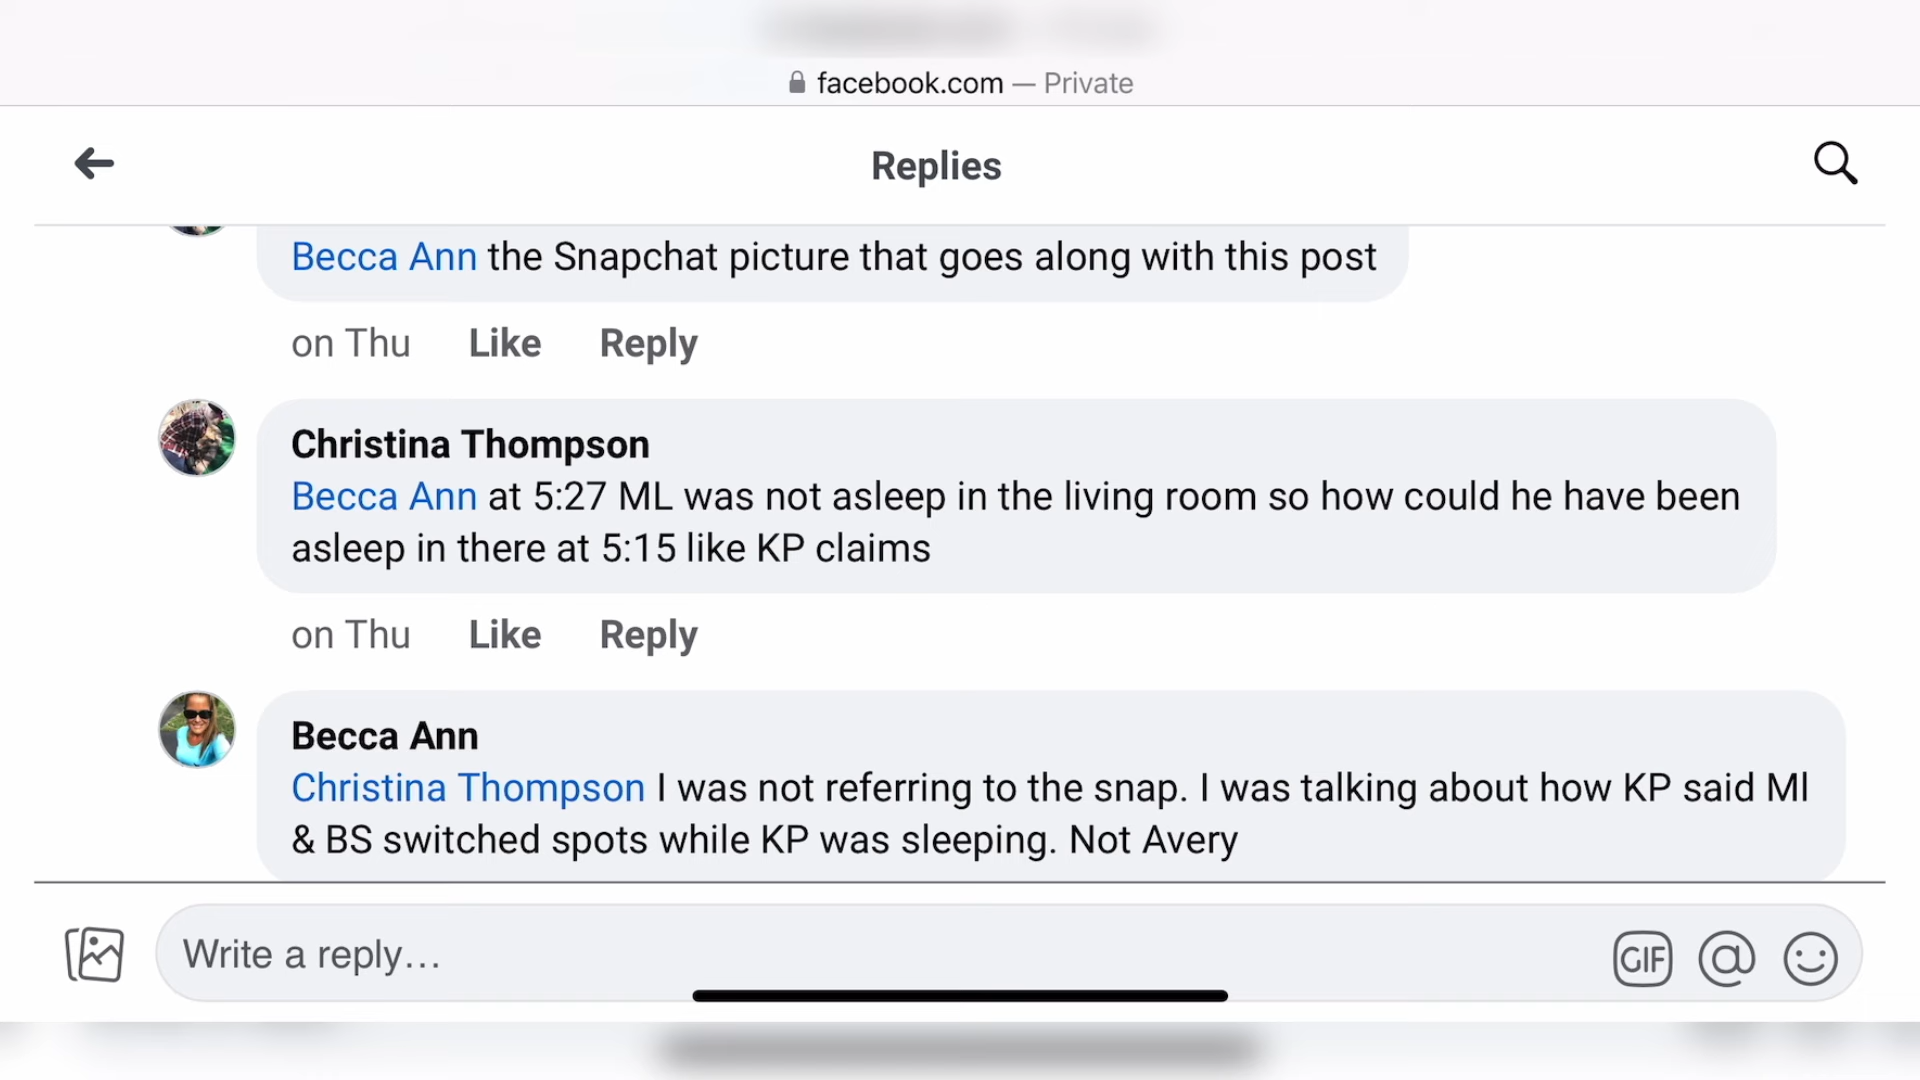 facebook.com — Private
Replies
Becca Ann the Snapchat picture that goes along with this post
on Thu Like Reply
Christina Thompson
Becca Ann at 5:27 ML was not asleep in the living room so how could he have been
asleep in there at 5:15 like KP claims
on Thu Like Reply
Becca Ann
Christina Thompson I was not referring to the snap. I was talking about how KP said Ml
& BS switched spots while KP was sleeping. Not Avery
Write a reply…
GIF